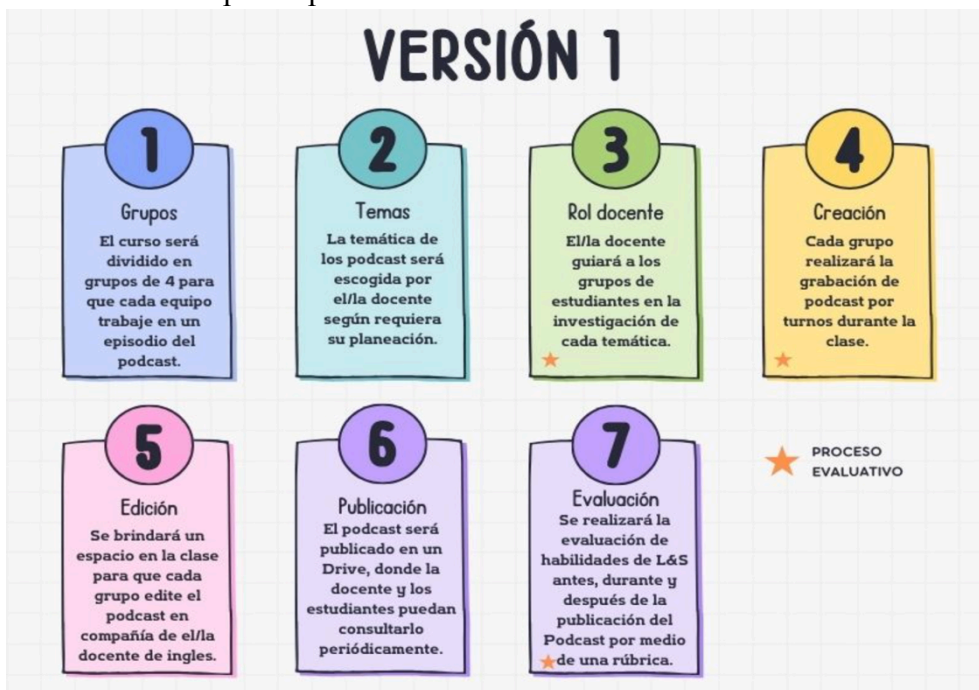 VERSIÓN 1
1
Grupos
El curso será
dividido en
grupos de 4 para
que cada equipo
trabaje en un
episodio del
podcast.
2
Temas
La temática de
los podcast será
escogida por
el/la docente
según requiera
su planeación.
3
Rol docente
El/la docente
guiará a los
grupos de
estudiantes en la
investigación de
cada temática.
4
Creación
Cada grupo
realizará la
grabación de
podcast por
turnos durante la
clase.
5
Edición
Se brindará un
espacio en la clase
para que cada
grupo edite el
podcast en
compañía de el/la
docente de ingles.
6
Publicación
El podcast será
publicado en un
Drive, donde la
docente y los
estudiantes puedan
consultarlo
periódicamente.
7
Evaluación
Se realizará la
evaluación de
habilidades de L&S
antes, durante y
después de la
publicación del
Podcast por medio
de una rúbrica.
PROCESO
EVALUATIVO